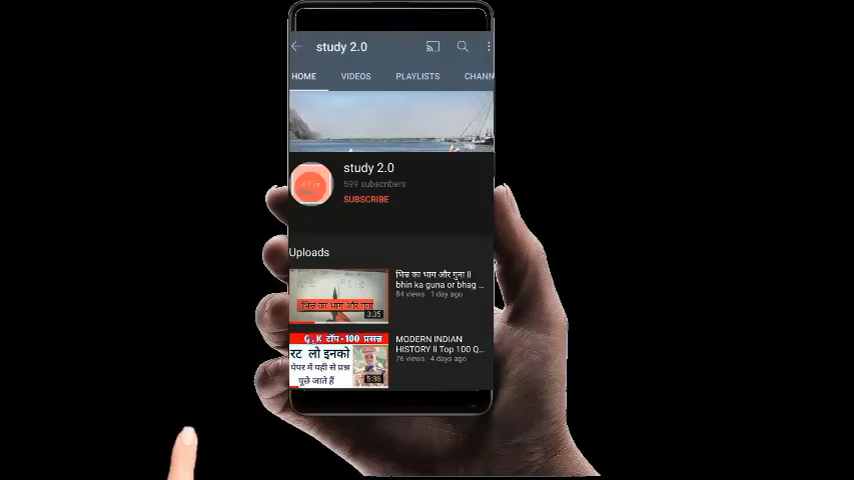 study 2.0
HOME VIDEOS PLAYLISTS CHANN
study 2.0
599 subscribers
SUBSCRIBE
Uploads
भिन्न का भाग और गुना ll
bhin ka guna or bhag ...
84 views · 1 day ago
भिन्न का भाग और गुना
3:35
G.K टॉप-100 प्रसन्न
रट लो इनको
पेपर में यही से प्रश्न
पूछे जाते हैं
5:35
MODERN INDIAN
HISTORY ll Top 100 Q...
76 views · 4 days ago